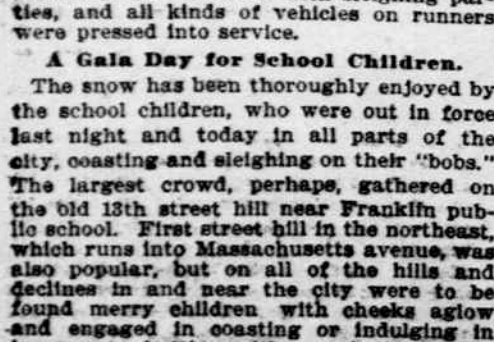 ties, and all kinds of vehicles on runners
were pressed into service.
A Gala Day for School Children.
The snow has been thoroughly enjoyed by
the school children, who were out in force
last night and today in all parts of the
city, coasting and sleighing on their "bobs."
The largest crowd, perhaps, gathered on
the old 13th street hill near Franklin pub-
lic school. First street hill in the northeast,
which runs into Massachusetts avenue, was
also popular, but on all of the hills and
declines in and near the city were to be
found merry children with cheeks aglow
and engaged in coasting or indulging in